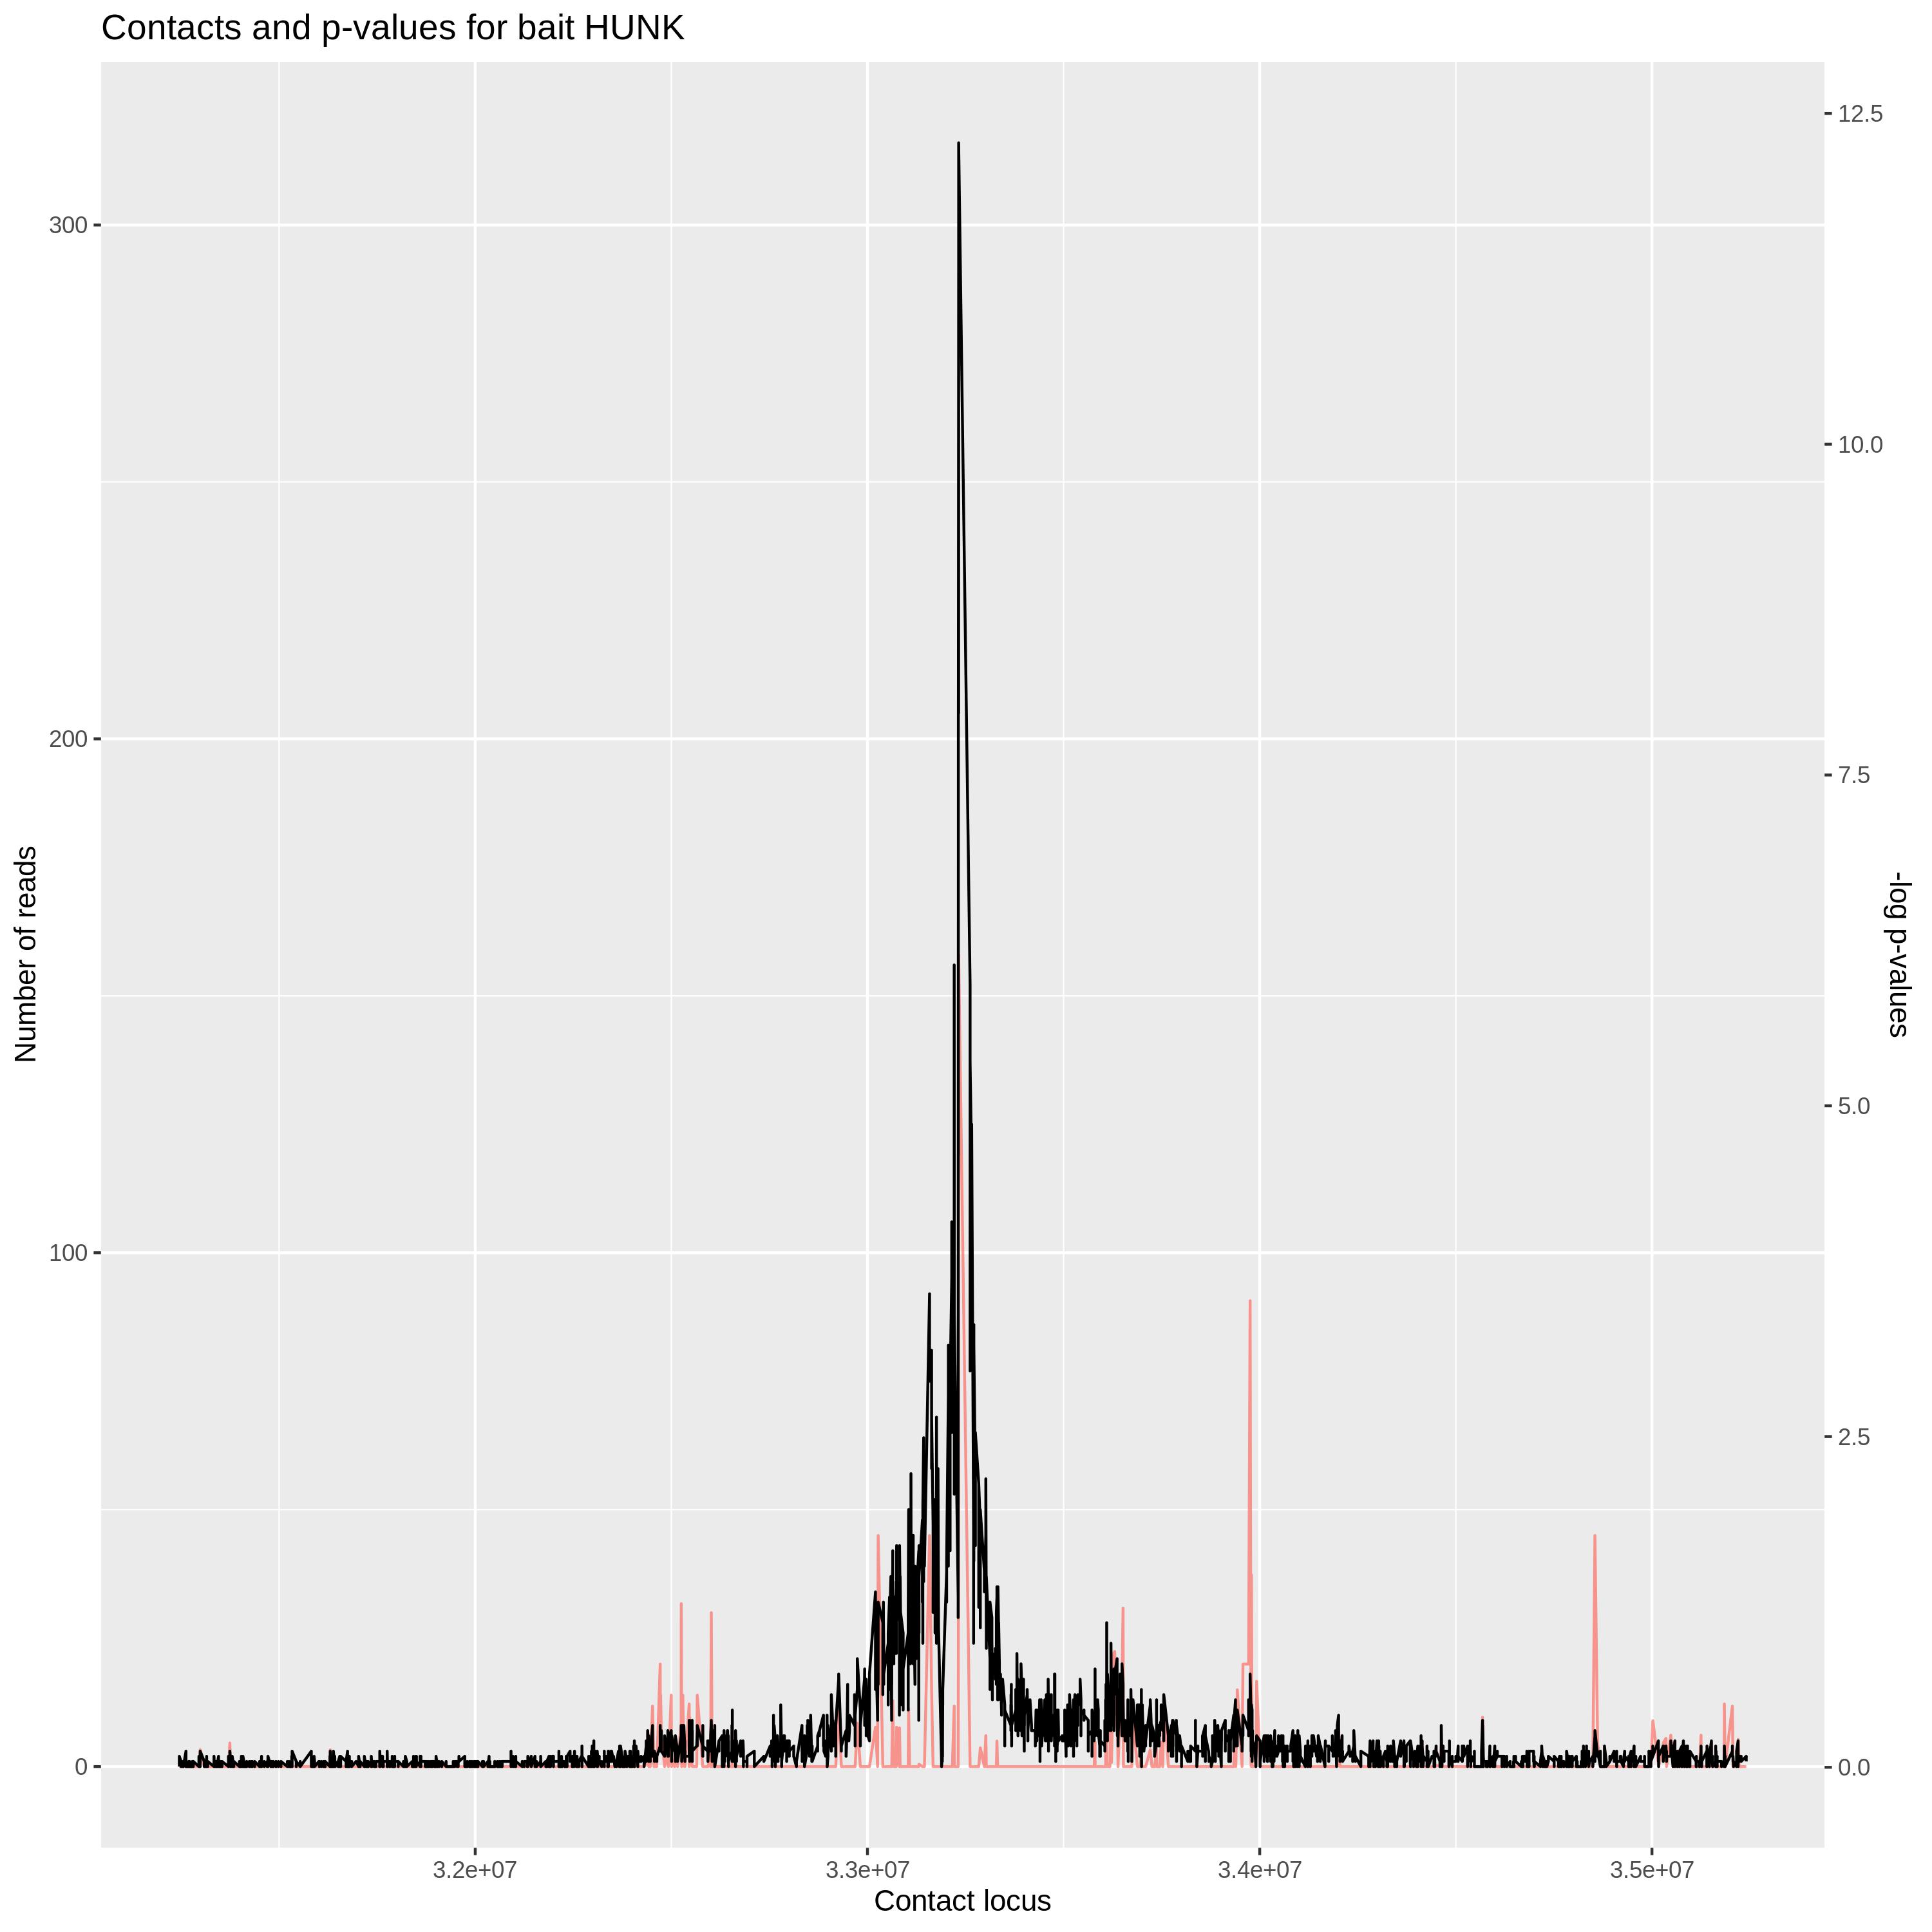 Contacts and p-values for bait HUNK
Number of reads
300
200
100
0
12.5
10.0
7.5
5.0
2.5
0.0
-log p-values
3.2e+07 3.3e+07 3.4e+07 3.5e+07
Contact locus